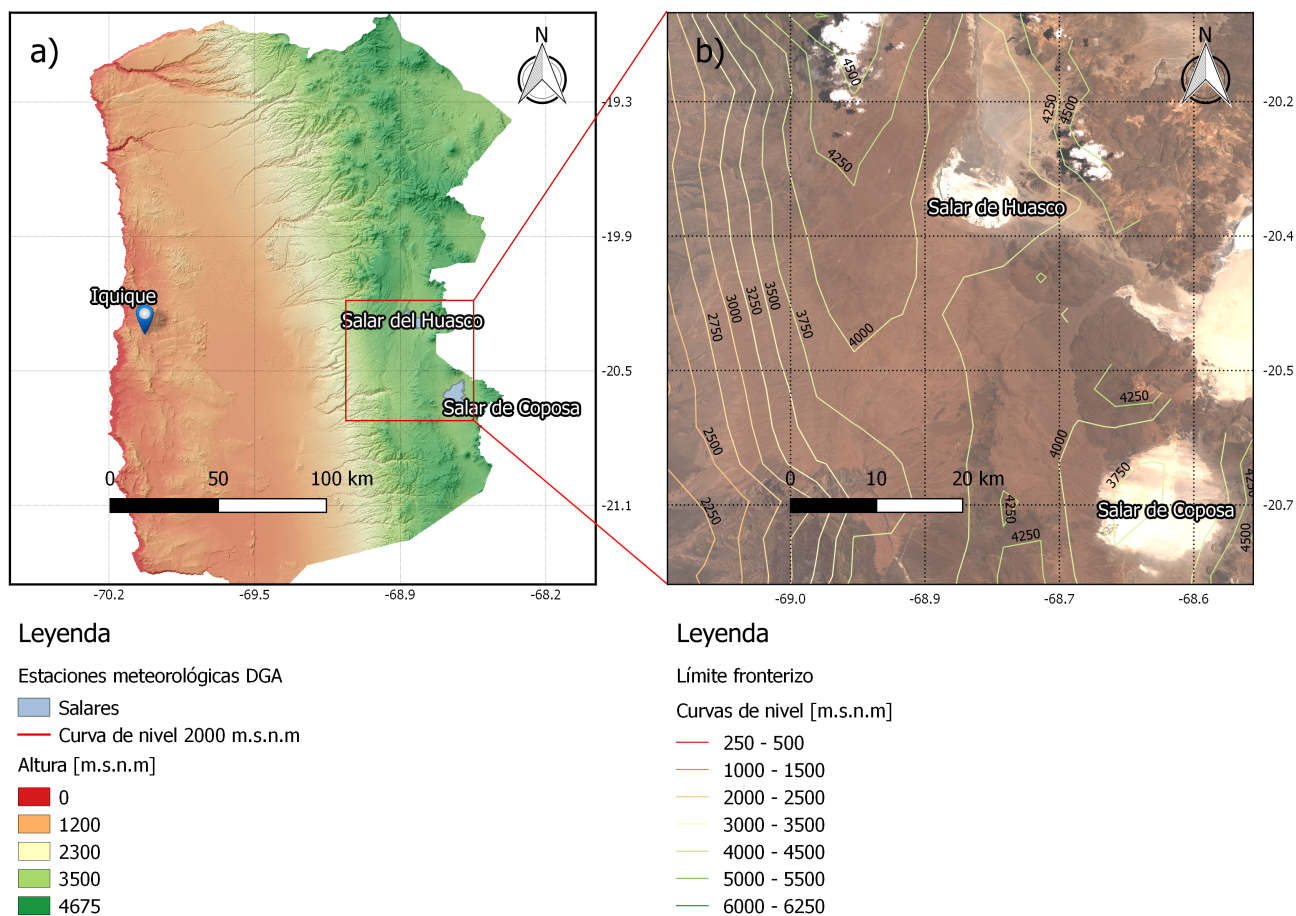 a)
N
-19.3
-19.9
-20.5
-21.1
Iquique
Salar del Huasco
Salar de Coposa
0 50 100 km
-70.2 -69.5 -68.9 -68.2
b)
N
4500
4250
4250
4500
-20.2
Salar de Huasco
-20.4
3500
3250
3000
2750
3750
4000
-20.5
4250
2500
4000
3750
4250
0 10 20 km
2250
4250
Salar de Coposa
-20.7
4250
4500
-69.0 -68.9 -68.7 -68.6
Leyenda
Estaciones meteorológicas DGA
Salares
Curva de nivel 2000 m.s.n.m
Altura [m.s.n.m]
0
1200
2300
3500
4675
Leyenda
Límite fronterizo
Curvas de nivel [m.s.n.m]
250 - 500
1000 - 1500
2000 - 2500
3000 - 3500
4000 - 4500
5000 - 5500
6000 - 6250